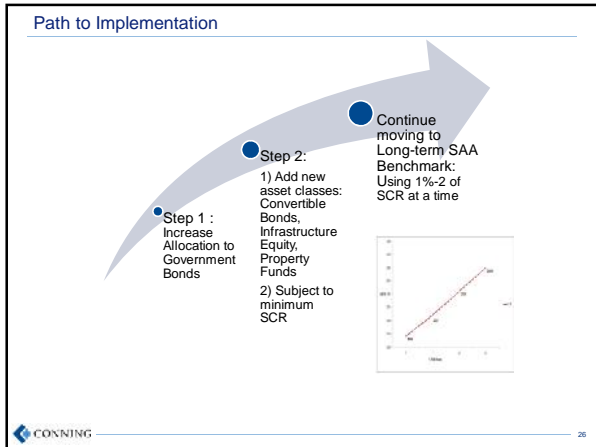 Path to Implementation
Step 1 :
Increase
Allocation to
Government
Bonds
Step 2:
1) Add new
asset classes:
Convertible
Bonds,
Infrastructure
Equity,
Property
Funds
2) Subject to
minimum
SCR
Continue
moving to
Long-term SAA
Benchmark:
Using 1%-2 of
SCR at a time
CONNING
26